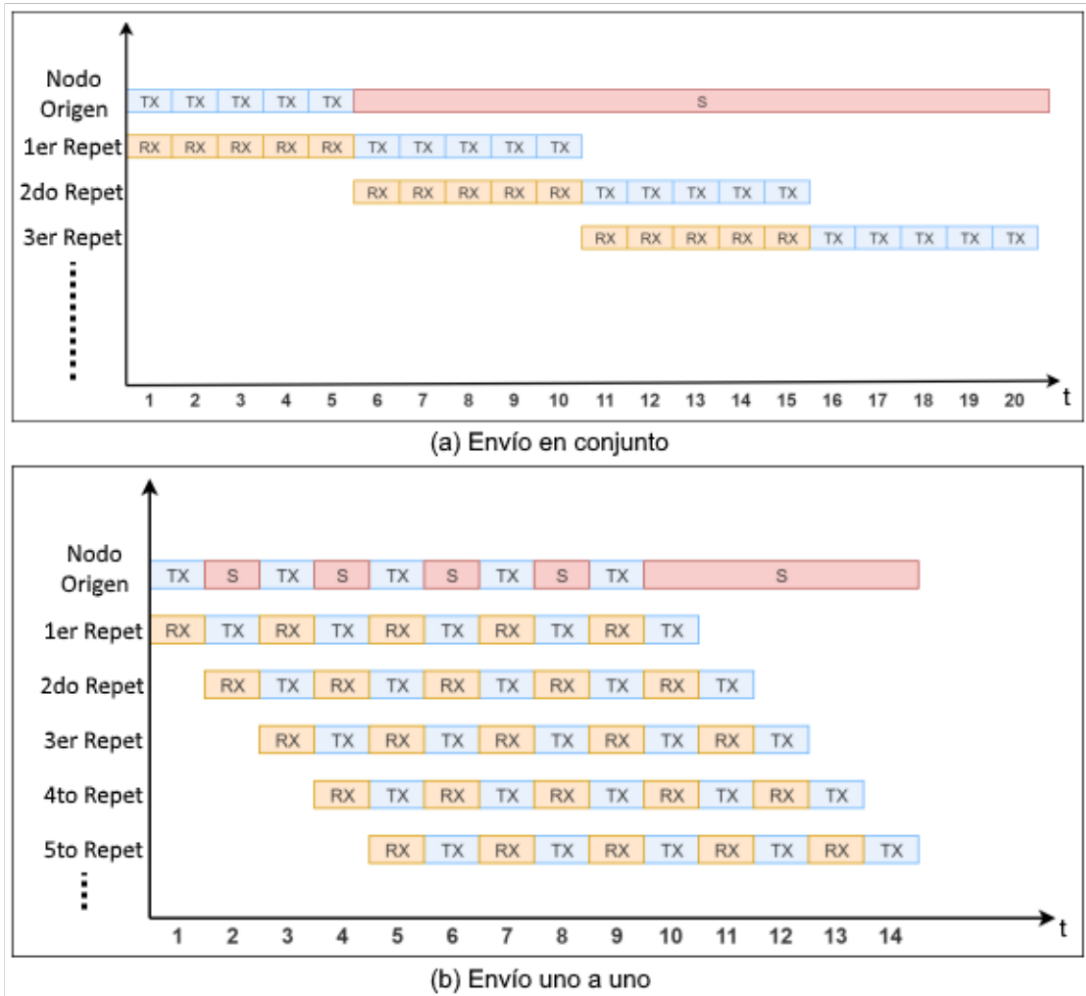 Nodo
Origen TX TX TX TX TX S
1er Repet RX RX RX RX RX TX TX TX TX TX
2do Repet RX RX RX RX RX TX TX TX TX TX
3er Repet RX RX RX RX RX TX TX TX TX TX
1 2 3 4 5 6 7 8 9 10 11 12 13 14 15 16 17 18 19 20 t
(a) Envío en conjunto
Nodo
Origen TX S TX S TX S TX S TX S
1er Repet RX TX RX TX RX TX RX TX RX TX
2do Repet RX TX RX TX RX TX RX TX RX TX
3er Repet RX TX RX TX RX TX RX TX RX TX
4to Repet RX TX RX TX RX TX RX TX RX TX
5to Repet RX TX RX TX RX TX RX TX RX TX
1 2 3 4 5 6 7 8 9 10 11 12 13 14 t
(b) Envío uno a uno